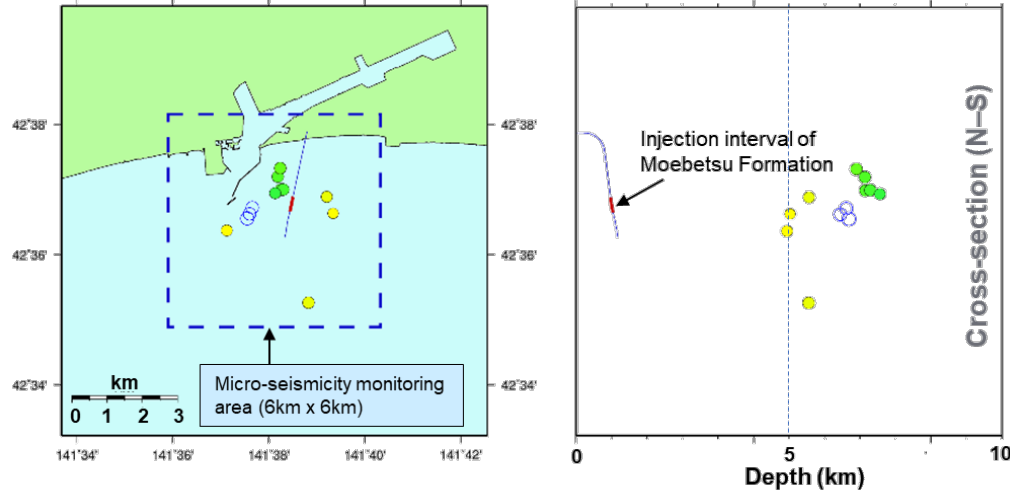 42°38'
42°36'
42°34'
km
0 1 2 3
Micro-seismicity monitoring
area (6km x 6km)
141°34'
141°36'
141°38'
141°40'
141°42'
42°38'
42°36'
42°34'
Injection interval of
Moebetsu Formation
Cross-section (N–S)
0
5
10
Depth (km)